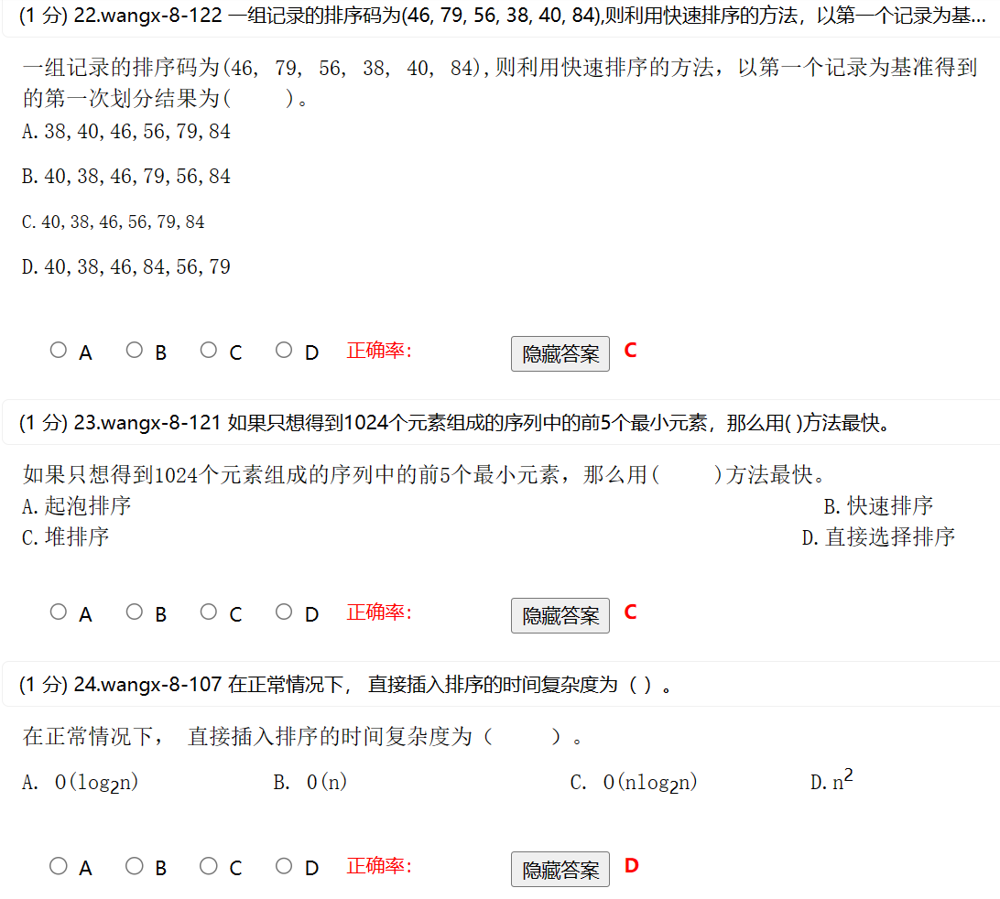 (1 分) 22.wangx-8-122 一组记录的排序码为(46, 79, 56, 38, 40, 84),则利用快速排序的方法，以第一个记录为基...
一组记录的排序码为(46, 79, 56, 38, 40, 84),则利用快速排序的方法，以第一个记录为基准得到
的第一次划分结果为(    )。
A.38,40,46,56,79,84
B.40,38,46,79,56,84
C.40,38,46,56,79,84
D.40,38,46,84,56,79
A B C D 正确率: 隐藏答案 C
(1 分) 23.wangx-8-121 如果只想得到1024个元素组成的序列中的前5个最小元素，那么用( )方法最快。
如果只想得到1024个元素组成的序列中的前5个最小元素，那么用(    )方法最快。
A.起泡排序 B.快速排序
C.堆排序 D.直接选择排序
A B C D 正确率: 隐藏答案 C
(1 分) 24.wangx-8-107 在正常情况下， 直接插入排序的时间复杂度为（ ）。
在正常情况下， 直接插入排序的时间复杂度为（    ）。
A. O(log₂n) B. O(n) C. O(nlog₂n) D.n²
A B C D 正确率: 隐藏答案 D